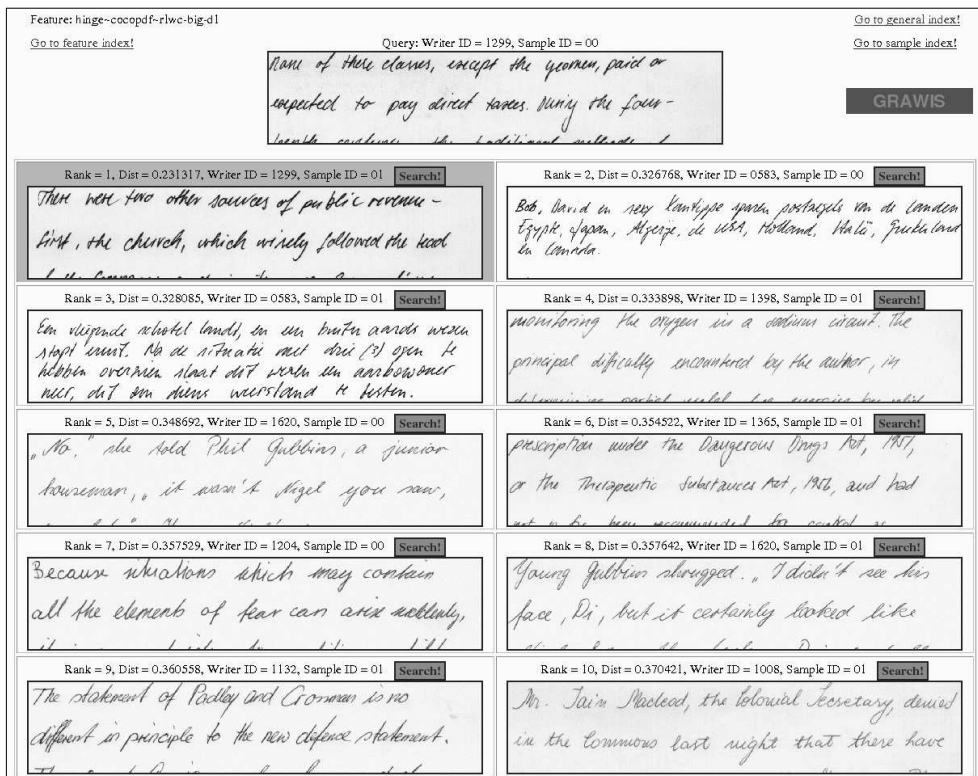 Feature: hinge~cocopdf~rlwc-big-d1
Go to general index!
Go to feature index!
Query: Writer ID = 1299, Sample ID = 00
Go to sample index!
None of these classes, except the yeomen, paid or
expected to pay direct taxes. During the four-
GRAWIS
Rank = 1, Dist = 0.231317, Writer ID = 1299, Sample ID = 01 Search!
There were two other sources of public revenue –
first, the church, which wisely followed the lead
Rank = 2, Dist = 0.326768, Writer ID = 0583, Sample ID = 00 Search!
Bob, David en sexy Xantippe sparen postzegels van de landen
Egypte, Japan, Algerije, de USA, Holland, Italië, Griekenland
en Canada.
Rank = 3, Dist = 0.328085, Writer ID = 0583, Sample ID = 01 Search!
Een vliegende schotel landt, en een buiten aards wezen
stapt eruit. Na de situatie met drie (3) ogen te
hebben overzien slaat dit wezen een aardbewoner
neer, dit om diens weerstand te testen.
Rank = 4, Dist = 0.333898, Writer ID = 1398, Sample ID = 01 Search!
monitoring the oxygen in a sodium circuit. The
principal difficulty encountered by the author, in
Rank = 5, Dist = 0.348692, Writer ID = 1620, Sample ID = 00 Search!
„No," she told Phil Gubbins, a junior
houseman, „it wasn't Nigel you saw,
Rank = 6, Dist = 0.354522, Writer ID = 1365, Sample ID = 01 Search!
prescription under the Dangerous Drugs Act, 1951,
or the Therapeutic Substances Act, 1956, and had
Rank = 7, Dist = 0.357529, Writer ID = 1204, Sample ID = 00 Search!
Because situations which may contain
all the elements of fear can arise suddenly,
Rank = 8, Dist = 0.357642, Writer ID = 1620, Sample ID = 01 Search!
Young Gubbins shrugged. „I didn't see his
face, Di, but it certainly looked like
Rank = 9, Dist = 0.360558, Writer ID = 1132, Sample ID = 01 Search!
The statement of Padley and Crosman is no
different in principle to the new defence statement.
Rank = 10, Dist = 0.370421, Writer ID = 1008, Sample ID = 01 Search!
Mr. Iain Macleod, the Colonial Secretary, denied
in the Commons last night that there have